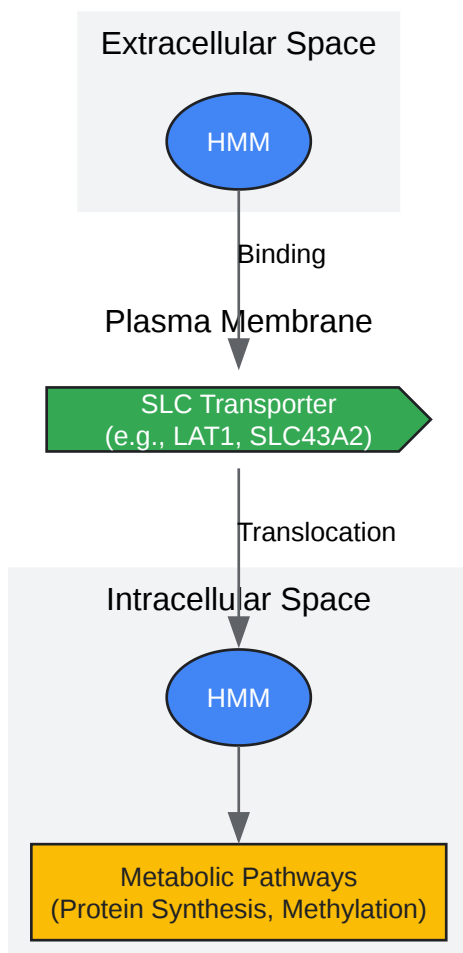 Extracellular Space
HMM
Binding
Plasma Membrane
SLC Transporter
(e.g., LAT1, SLC43A2)
Translocation
Intracellular Space
HMM
Metabolic Pathways
(Protein Synthesis, Methylation)